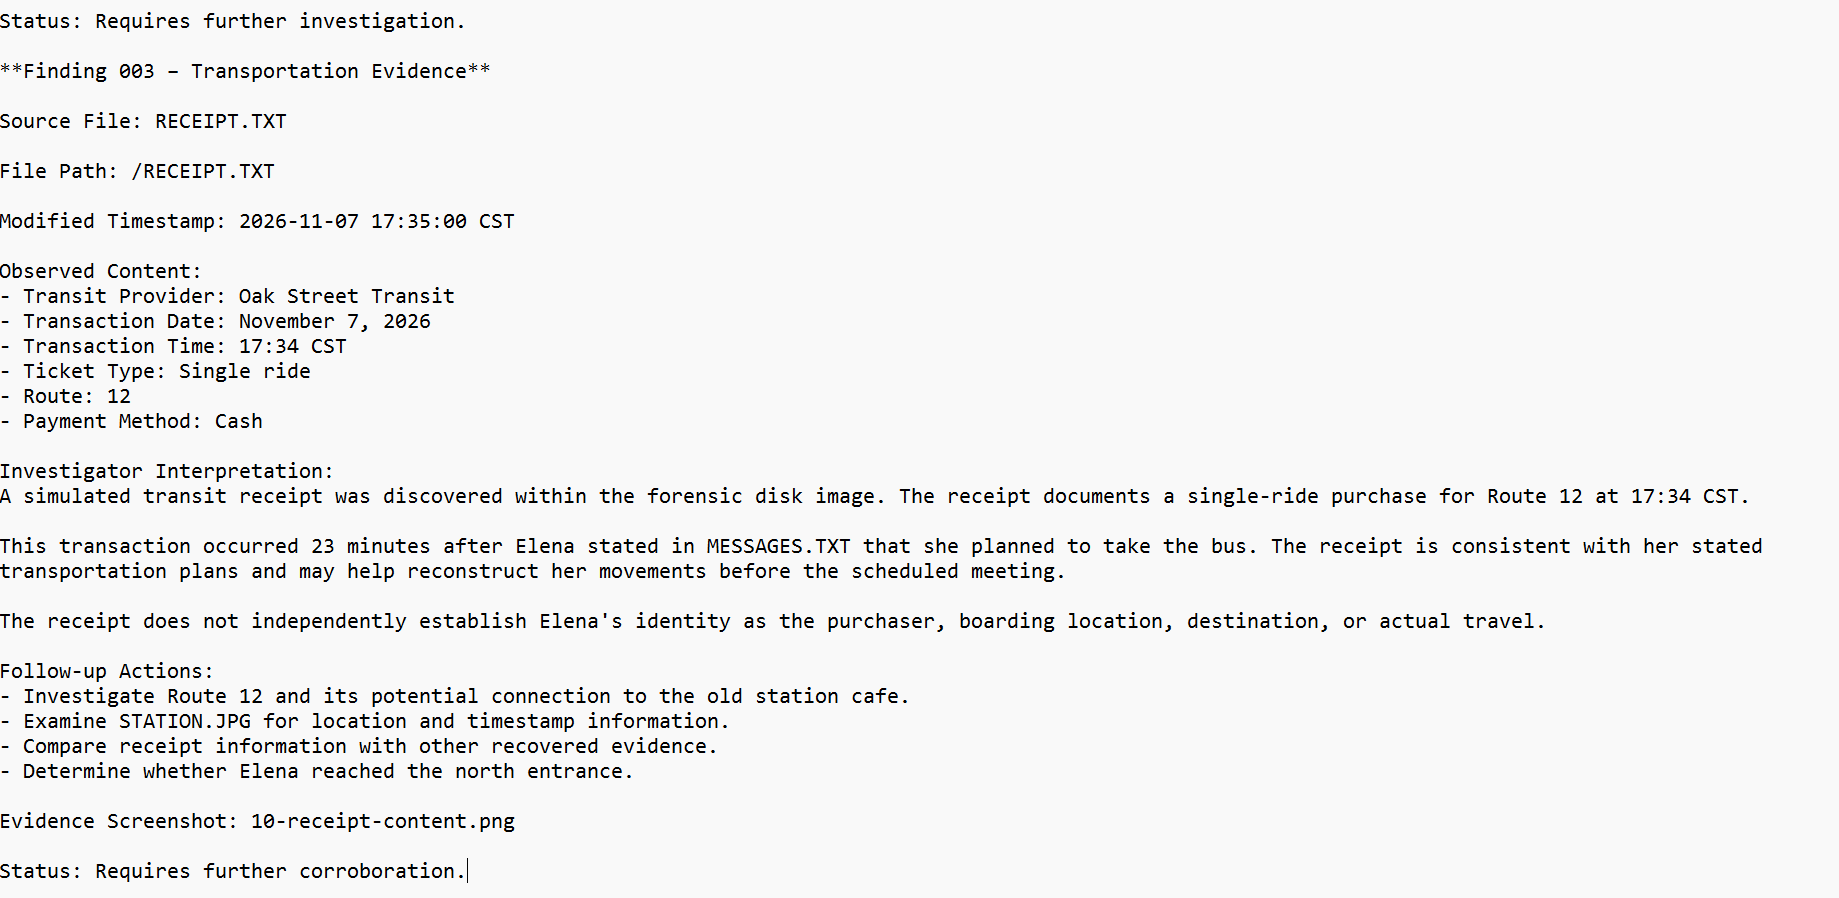 Status: Requires further investigation.
**Finding 003 – Transportation Evidence**
Source File: RECEIPT.TXT
File Path: /RECEIPT.TXT
Modified Timestamp: 2026-11-07 17:35:00 CST
Observed Content:
- Transit Provider: Oak Street Transit
- Transaction Date: November 7, 2026
- Transaction Time: 17:34 CST
- Ticket Type: Single ride
- Route: 12
- Payment Method: Cash
Investigator Interpretation:
A simulated transit receipt was discovered within the forensic disk image. The receipt documents a single-ride purchase for Route 12 at 17:34 CST.
This transaction occurred 23 minutes after Elena stated in MESSAGES.TXT that she planned to take the bus. The receipt is consistent with her stated
transportation plans and may help reconstruct her movements before the scheduled meeting.
The receipt does not independently establish Elena's identity as the purchaser, boarding location, destination, or actual travel.
Follow-up Actions:
- Investigate Route 12 and its potential connection to the old station cafe.
- Examine STATION.JPG for location and timestamp information.
- Compare receipt information with other recovered evidence.
- Determine whether Elena reached the north entrance.
Evidence Screenshot: 10-receipt-content.png
Status: Requires further corroboration.